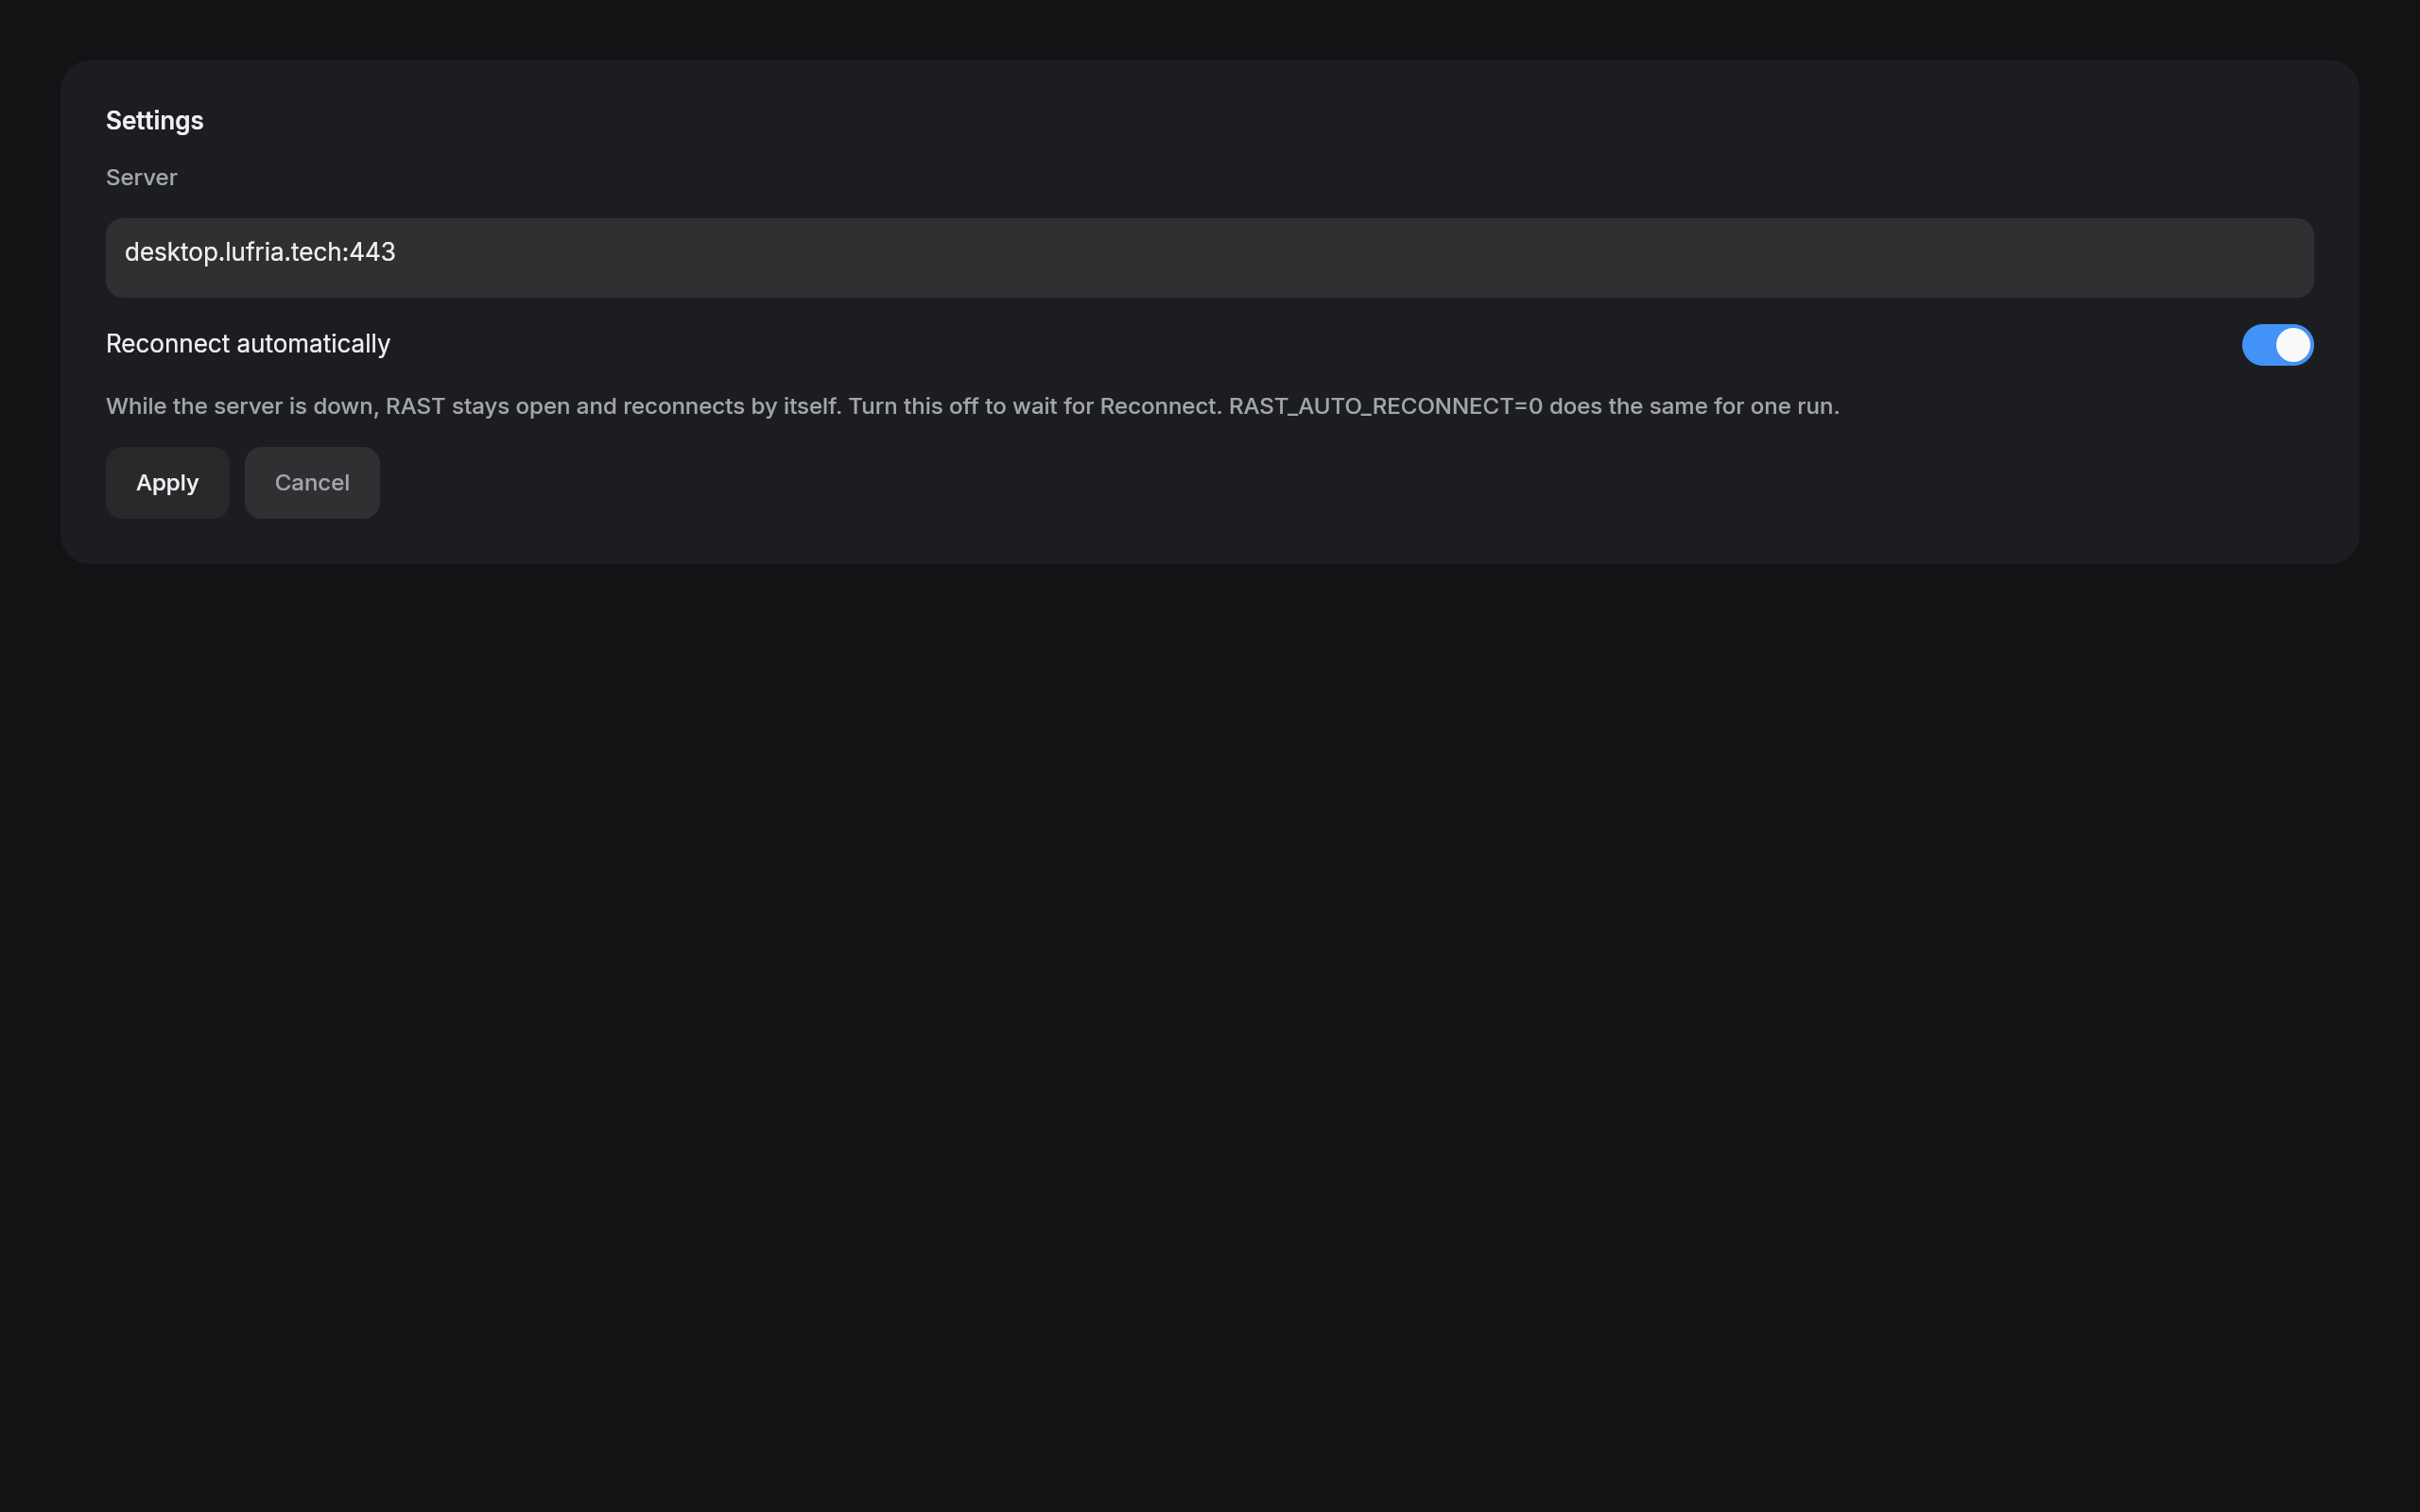 Settings
Server
desktop.lufria.tech:443
Reconnect automatically
While the server is down, RAST stays open and reconnects by itself. Turn this off to wait for Reconnect. RAST_AUTO_RECONNECT=0 does the same for one run.
Apply
Cancel